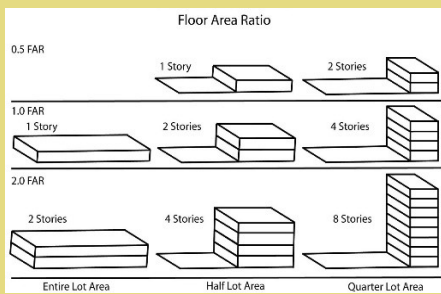 Floor Area Ratio
0.5 FAR
1 Story
2 Stories
1.0 FAR
1 Story
2 Stories
4 Stories
2.0 FAR
2 Stories
4 Stories
8 Stories
Entire Lot Area
Half Lot Area
Quarter Lot Area